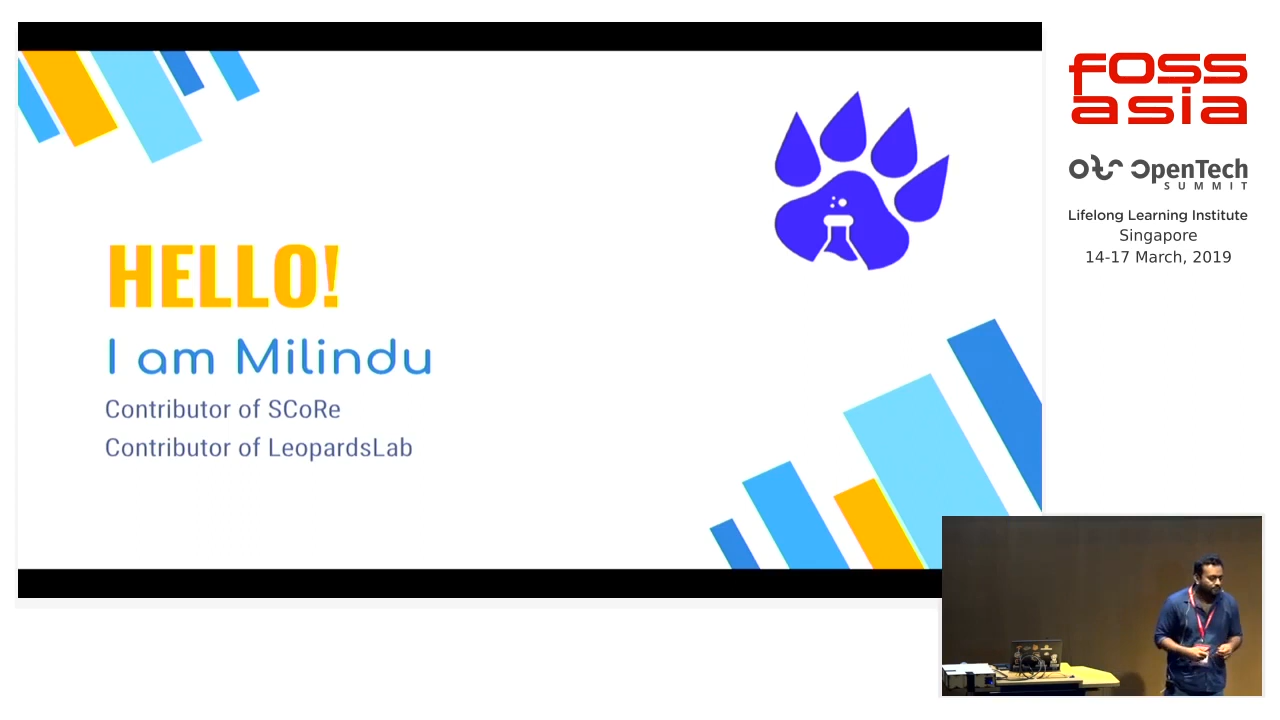 HELLO!
I am Milindu
Contributor of SCoRe
Contributor of LeopardsLab
foss
asia
OTS OpenTech
SUMMIT
Lifelong Learning Institute
Singapore
14-17 March, 2019